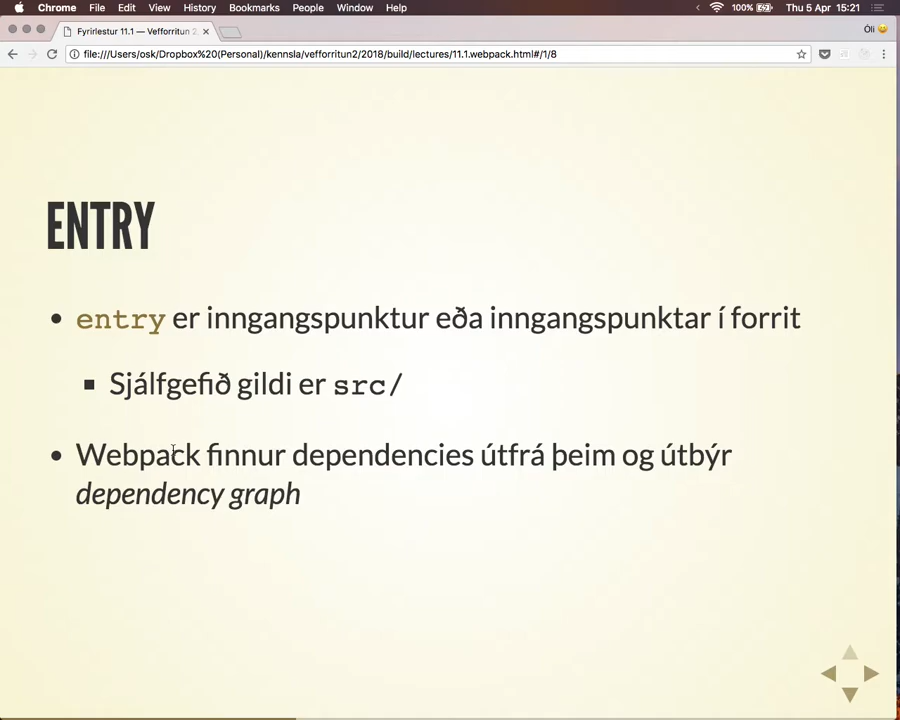 Chrome File Edit View History Bookmarks People Window Help 100% Thu 5 Apr 15:21
Fyrirlestur 11.1 — Vefforritun 2 Óli
file:///Users/osk/Dropbox%20(Personal)/kennsla/vefforritun2/2018/build/lectures/11.1.webpack.html#/1/8
ENTRY
entry er inngangspunktur eða inngangspunktar í forrit
Sjálfgefið gildi er src/
Webpack finnur dependencies útfrá þeim og útbýr
dependency graph